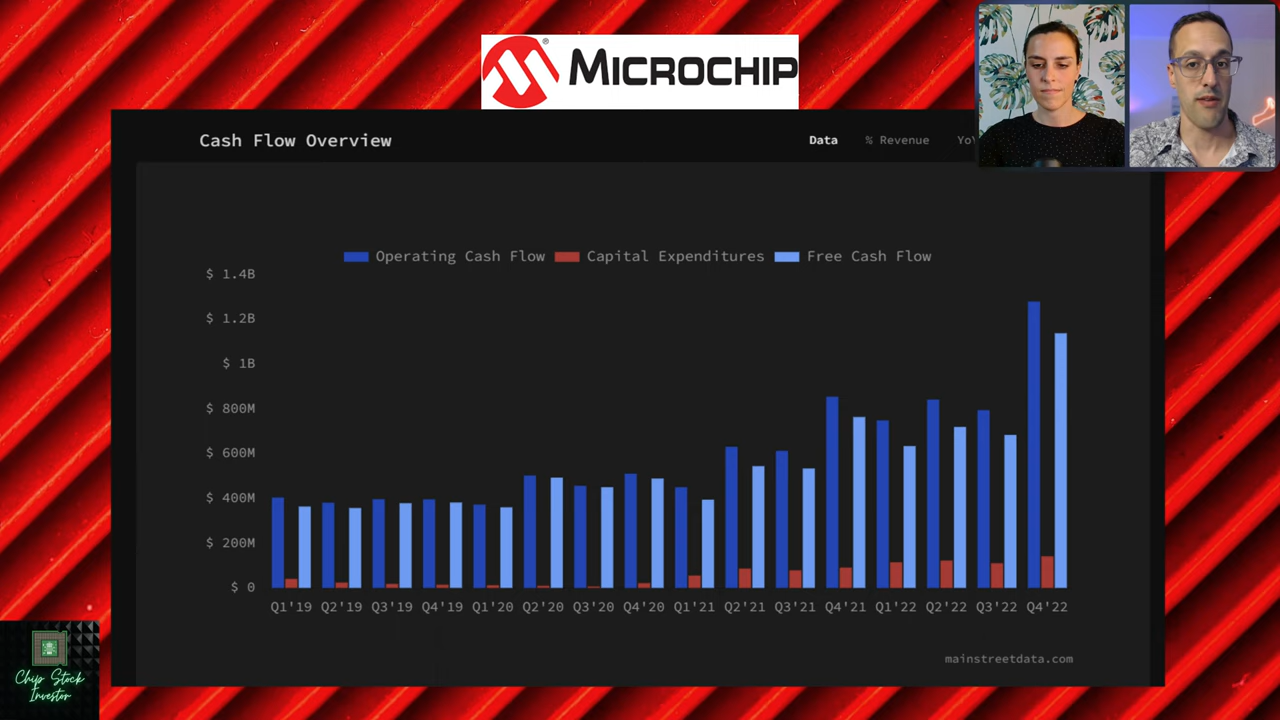 MICROCHIP
®
Cash Flow Overview
Data
% Revenue
Operating Cash Flow
Capital Expenditures
Free Cash Flow
$ 1.4B
$ 1.2B
$ 1B
$ 800M
$ 600M
$ 400M
$ 200M
$ 0
Q1'19 Q2'19 Q3'19 Q4'19 Q1'20 Q2'20 Q3'20 Q4'20 Q1'21 Q2'21 Q3'21 Q4'21 Q1'22 Q2'22 Q3'22 Q4'22
mainstreetdata.com
Chip Stock
Investor